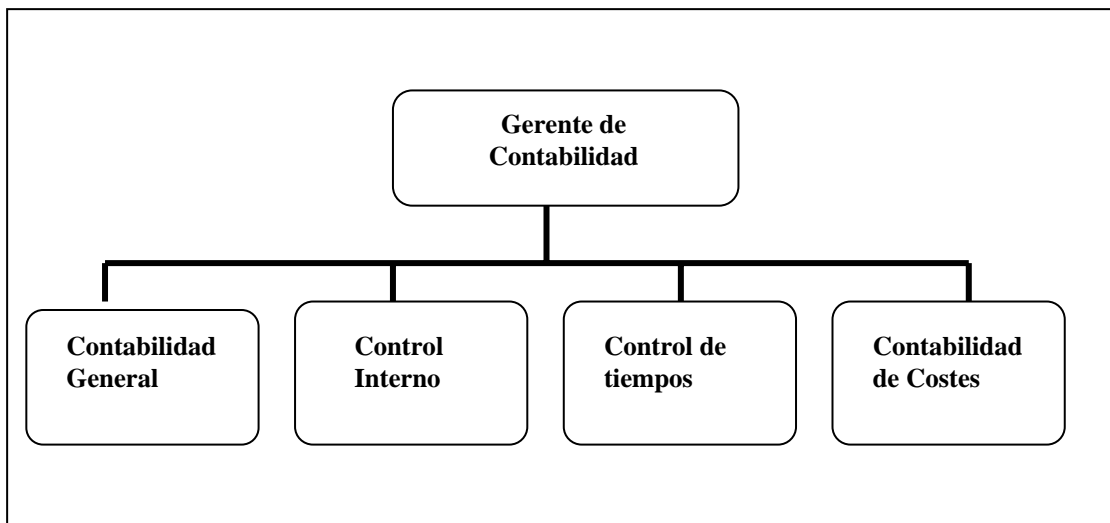 Gerente de
Contabilidad
Contabilidad
General
Control
Interno
Control de
tiempos
Contabilidad
de Costes